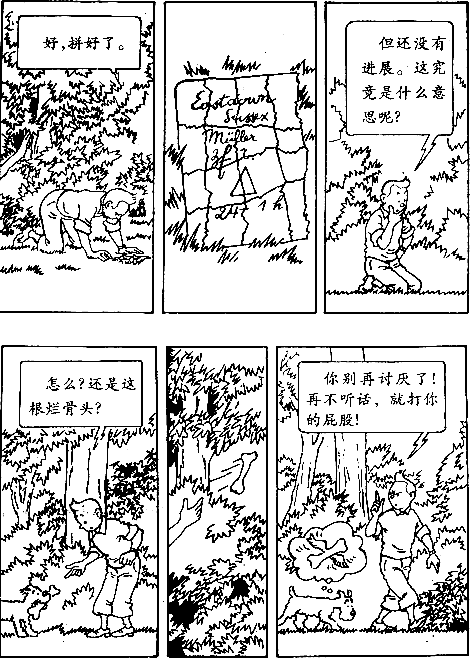 好,拼好了。
Eastdown
Sussex
Müller
24 1 h
但还没有
进展。这究
竟是什么意
思呢?
怎么?还是这
根烂骨头?
你别再讨厌了!
再不听话,就打你
的屁股!